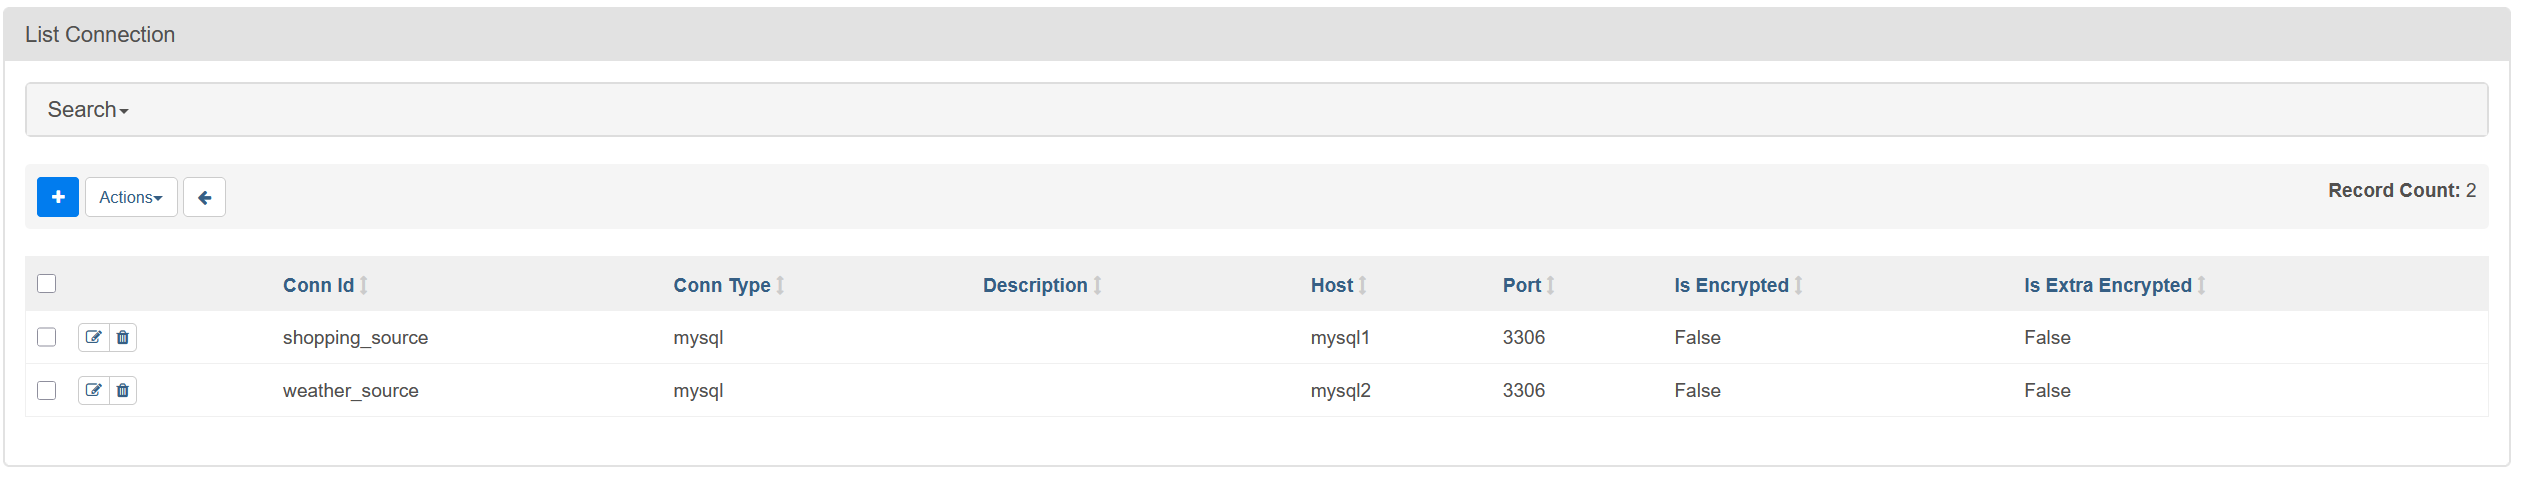 List Connection
Search
Actions
Record Count: 2
Conn Id Conn Type Description Host Port Is Encrypted Is Extra Encrypted
shopping_source mysql mysql1 3306 False False
weather_source mysql mysql2 3306 False False